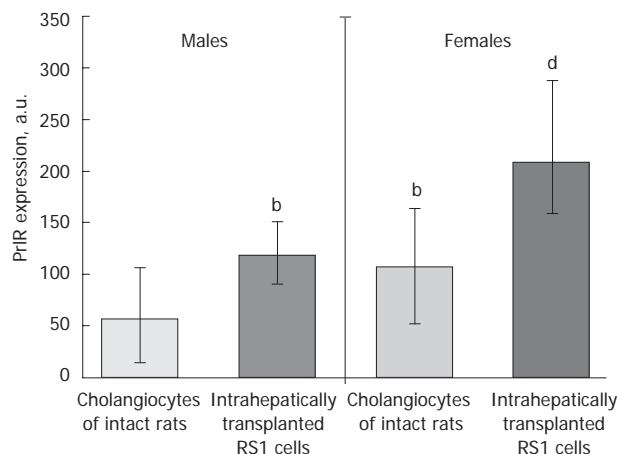 350
300
250
200
150
100
50
0
PrlR expression, a.u.
Males
Females
b
b
d
Cholangiocytes
of intact rats
Intrahepatically
transplanted
RS1 cells
Cholangiocytes
of intact rats
Intrahepatically
transplanted
RS1 cells